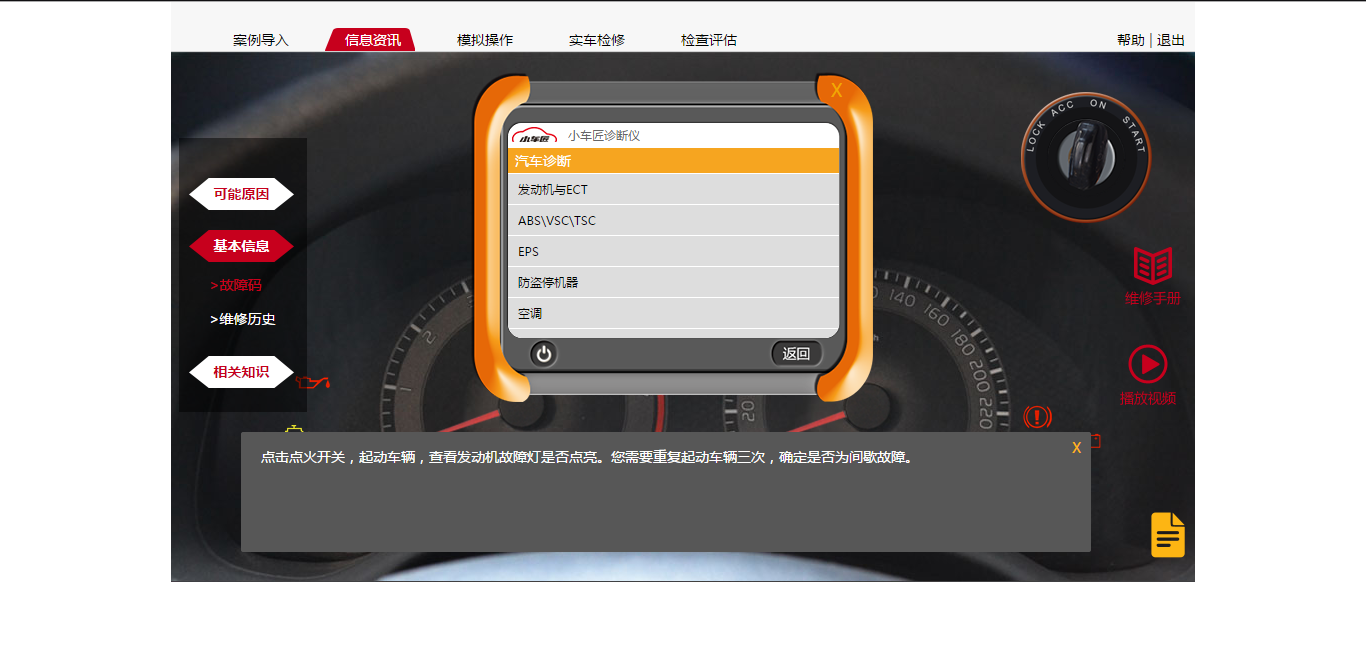 案例导入 信息资讯 模拟操作 实车检修 检查评估 帮助 | 退出
X
LOCK ACC ON START
小车匠 小车匠诊断仪
汽车诊断
可能原因
发动机与ECT
ABS\VSC\TSC
基本信息
EPS
>故障码
防盗停机器
维修手册
空调
>维修历史
返回
相关知识
播放视频
1 2
20 140 160 180 200 220
X
点击点火开关，起动车辆，查看发动机故障灯是否点亮。您需要重复起动车辆三次，确定是否为间歇故障。